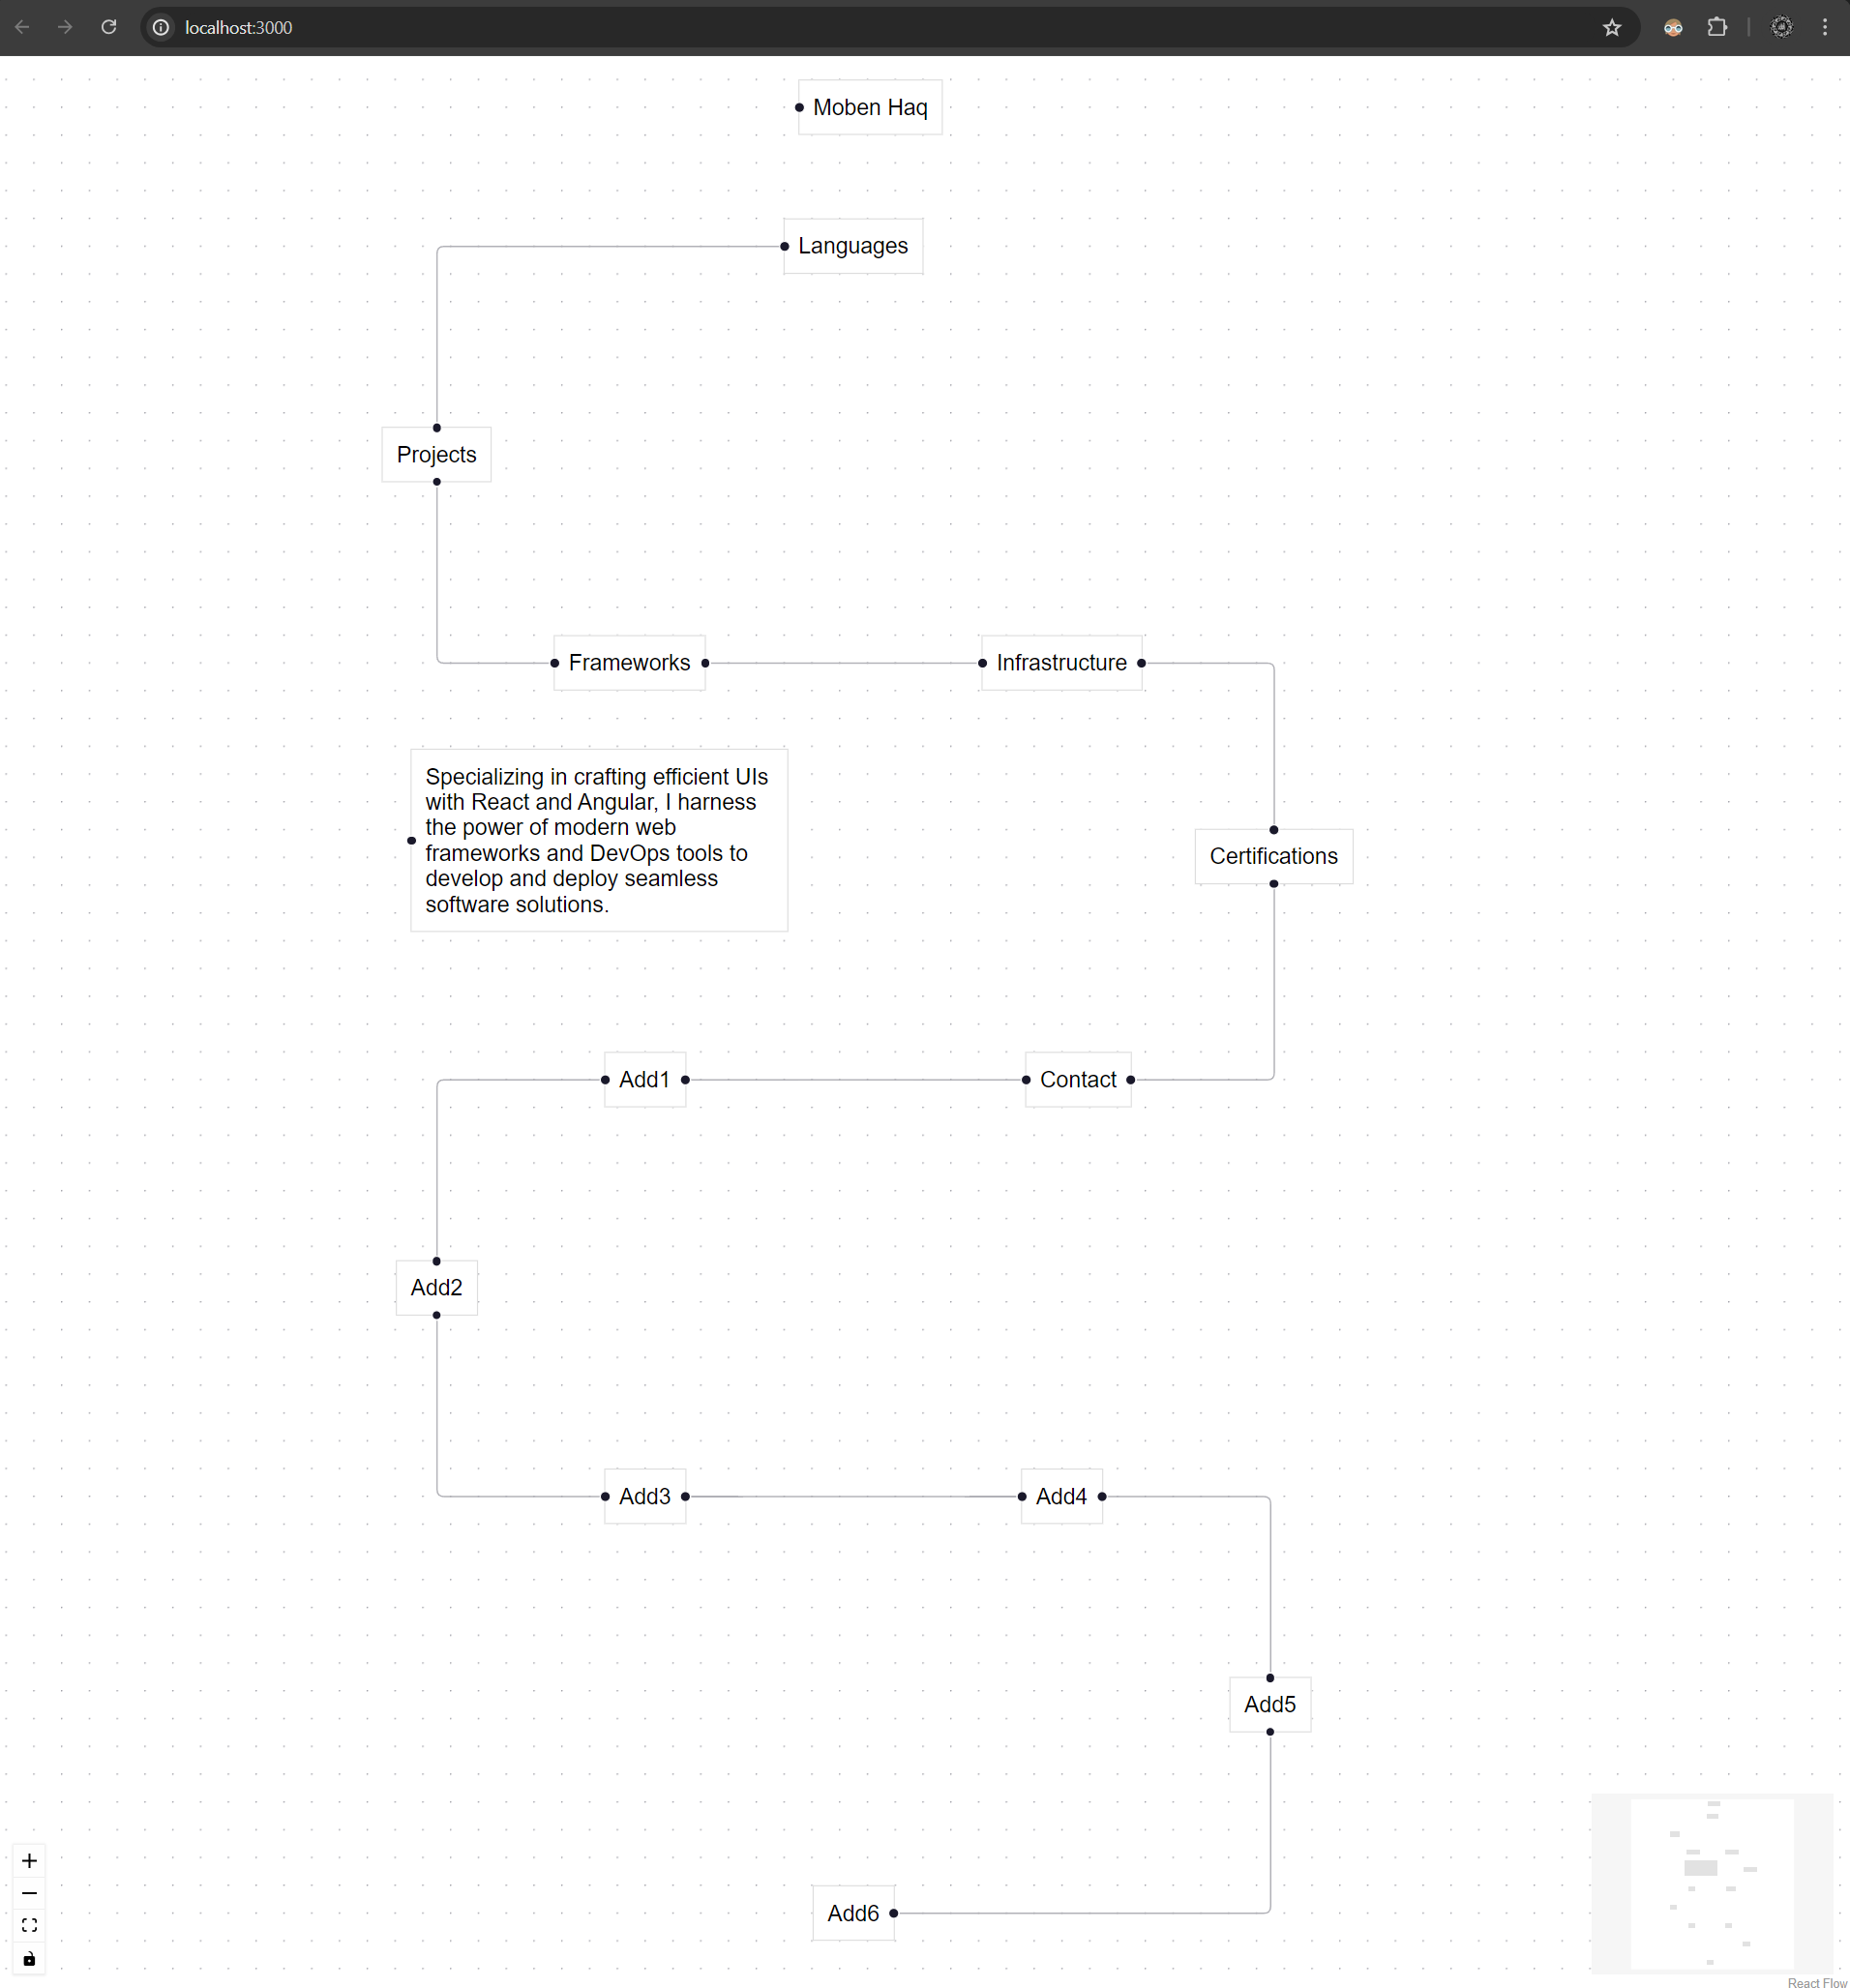 localhost:3000
Moben Haq
Languages
Projects
Frameworks
Infrastructure
Specializing in crafting efficient UIs
with React and Angular, I harness
the power of modern web
frameworks and DevOps tools to
develop and deploy seamless
software solutions.
Certifications
Add1
Contact
Add2
Add3
Add4
Add5
Add6
React Flow